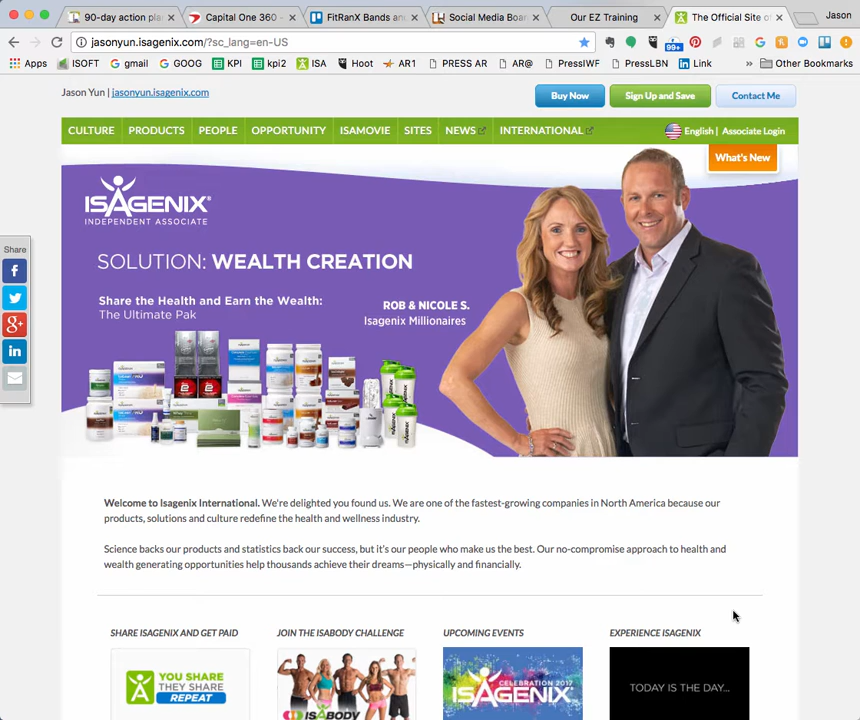 90-day action plan
Capital One 360 -
FitRanX Bands and
Social Media Boar
Our EZ Training
The Official Site of
Jason
jasonyun.isagenix.com/?sc_lang=en-US
99+
Apps
ISOFT
gmail
GOOG
KPI
kpi2
ISA
Hoot
AR1
PRESS AR
AR@
PressIWF
PressLBN
Link
»
Other Bookmarks
Jason Yun | jasonyun.isagenix.com
Buy Now
Sign Up and Save
Contact Me
CULTURE
PRODUCTS
PEOPLE
OPPORTUNITY
ISAMOVIE
SITES
NEWS
INTERNATIONAL
English | Associate Login
What's New
ISAGENIX®
INDEPENDENT ASSOCIATE
SOLUTION: WEALTH CREATION
Share the Health and Earn the Wealth:
The Ultimate Pak
ROB & NICOLE S.
Isagenix Millionaires
Share
Welcome to Isagenix International. We're delighted you found us. We are one of the fastest-growing companies in North America because our
products, solutions and culture redefine the health and wellness industry.
Science backs our products and statistics back our success, but it's our people who make us the best. Our no-compromise approach to health and
wealth generating opportunities help thousands achieve their dreams—physically and financially.
SHARE ISAGENIX AND GET PAID
JOIN THE ISABODY CHALLENGE
UPCOMING EVENTS
EXPERIENCE ISAGENIX
YOU SHARE
THEY SHARE
REPEAT
ISABODY
CELEBRATION 2017
ISAGENIX
TODAY IS THE DAY...